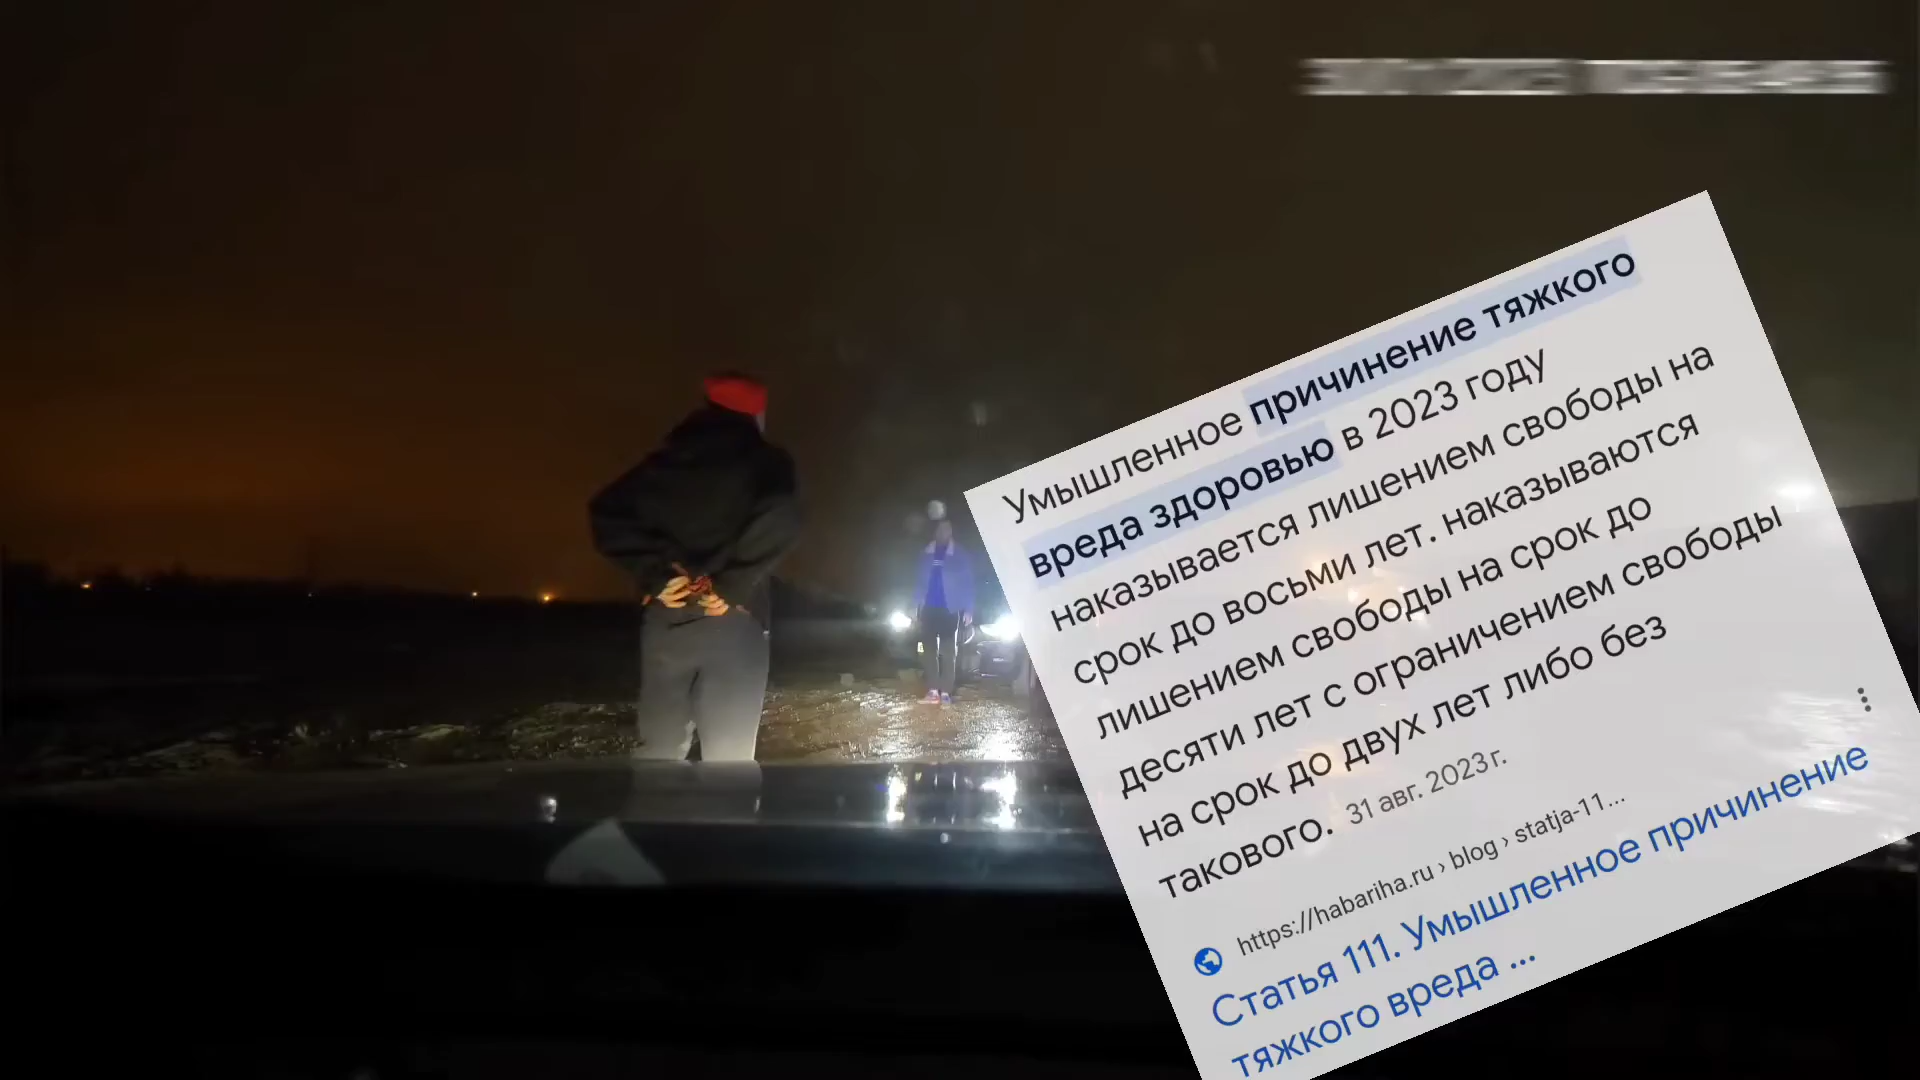 Умышленное причинение тяжкого
вреда здоровью в 2023 году
наказывается лишением свободы на
срок до восьми лет. наказываются
лишением свободы на срок до
десяти лет с ограничением свободы
на срок до двух лет либо без
такового. 31 авг. 2023 г.
https://habariha.ru › blog › statja-11...
Статья 111. Умышленное причинение
тяжкого вреда ...